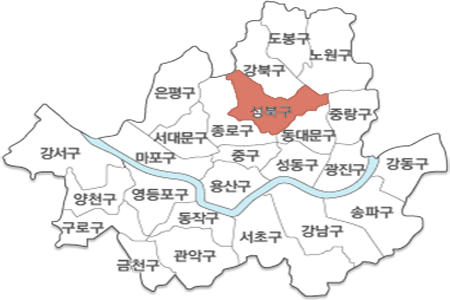 도봉구
노원구
강북구
은평구
성북구
중랑구
종로구
서대문구
동대문구
강서구
마포구
중구
성동구
광진구
강동구
용산구
양천구
영등포구
송파구
동작구
구로구
서초구
강남구
관악구
금천구